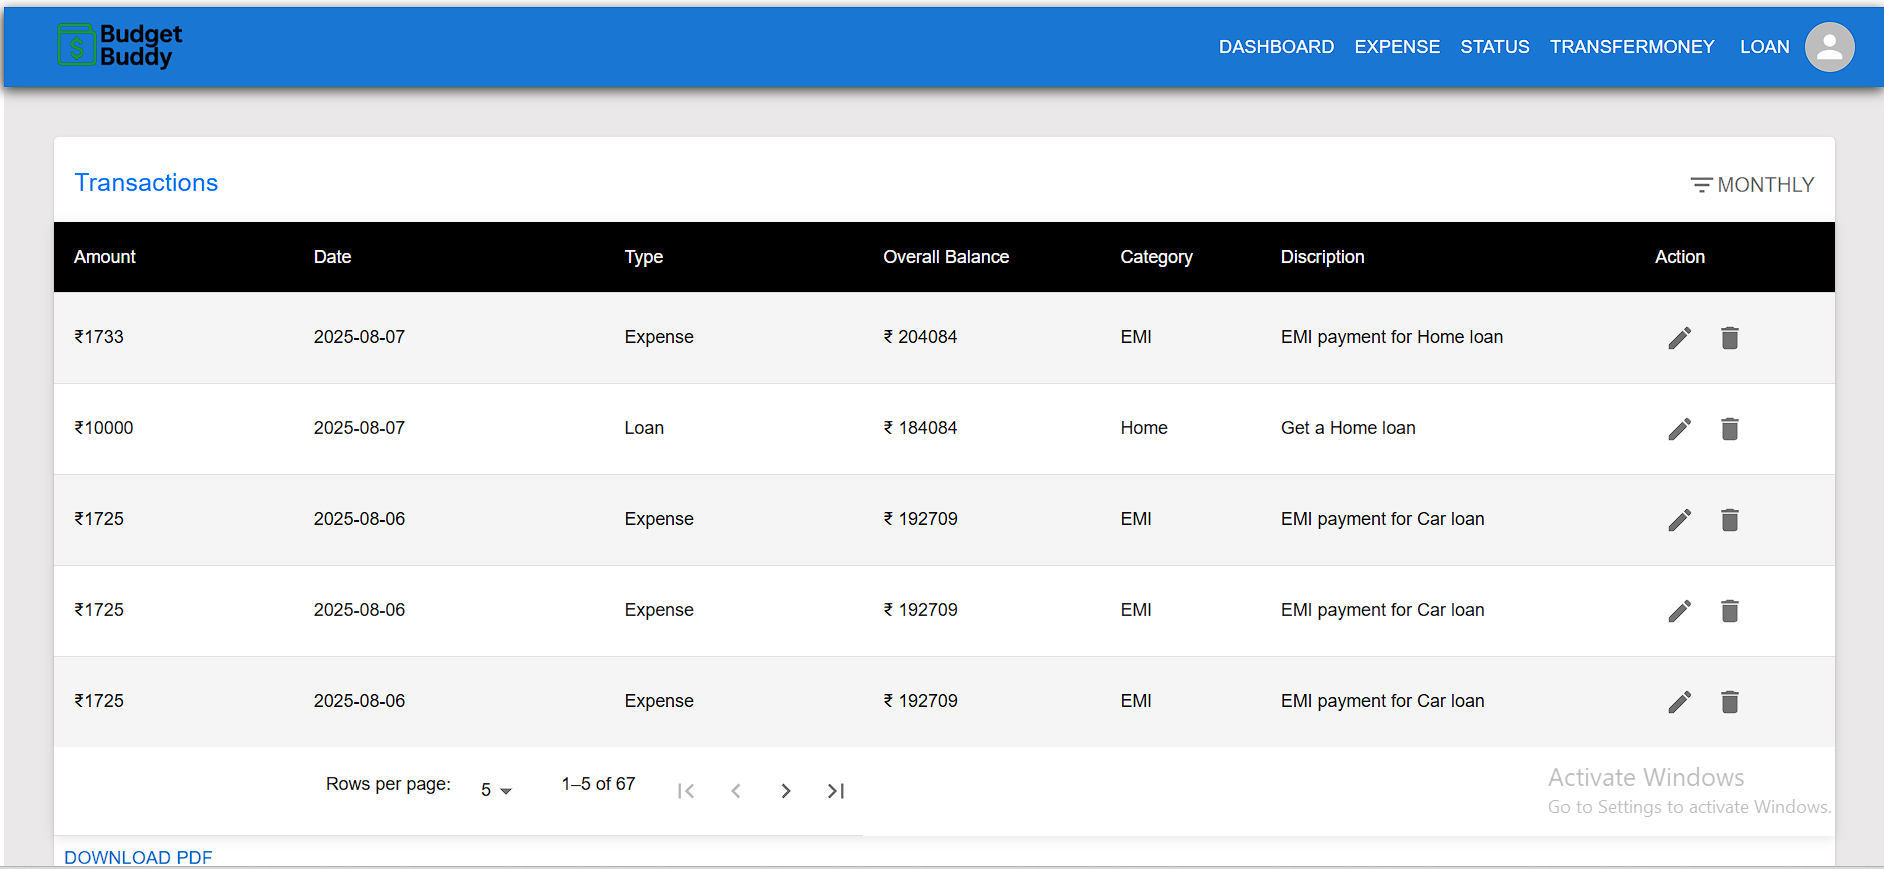 Budget
Buddy
DASHBOARD EXPENSE STATUS TRANSFERMONEY LOAN
Transactions
MONTHLY
Amount Date Type Overall Balance Category Discription Action
₹1733 2025-08-07 Expense ₹ 204084 EMI EMI payment for Home loan
₹10000 2025-08-07 Loan ₹ 184084 Home Get a Home loan
₹1725 2025-08-06 Expense ₹ 192709 EMI EMI payment for Car loan
₹1725 2025-08-06 Expense ₹ 192709 EMI EMI payment for Car loan
₹1725 2025-08-06 Expense ₹ 192709 EMI EMI payment for Car loan
Rows per page: 5 1–5 of 67
Activate Windows
Go to Settings to activate Windows.
DOWNLOAD PDF